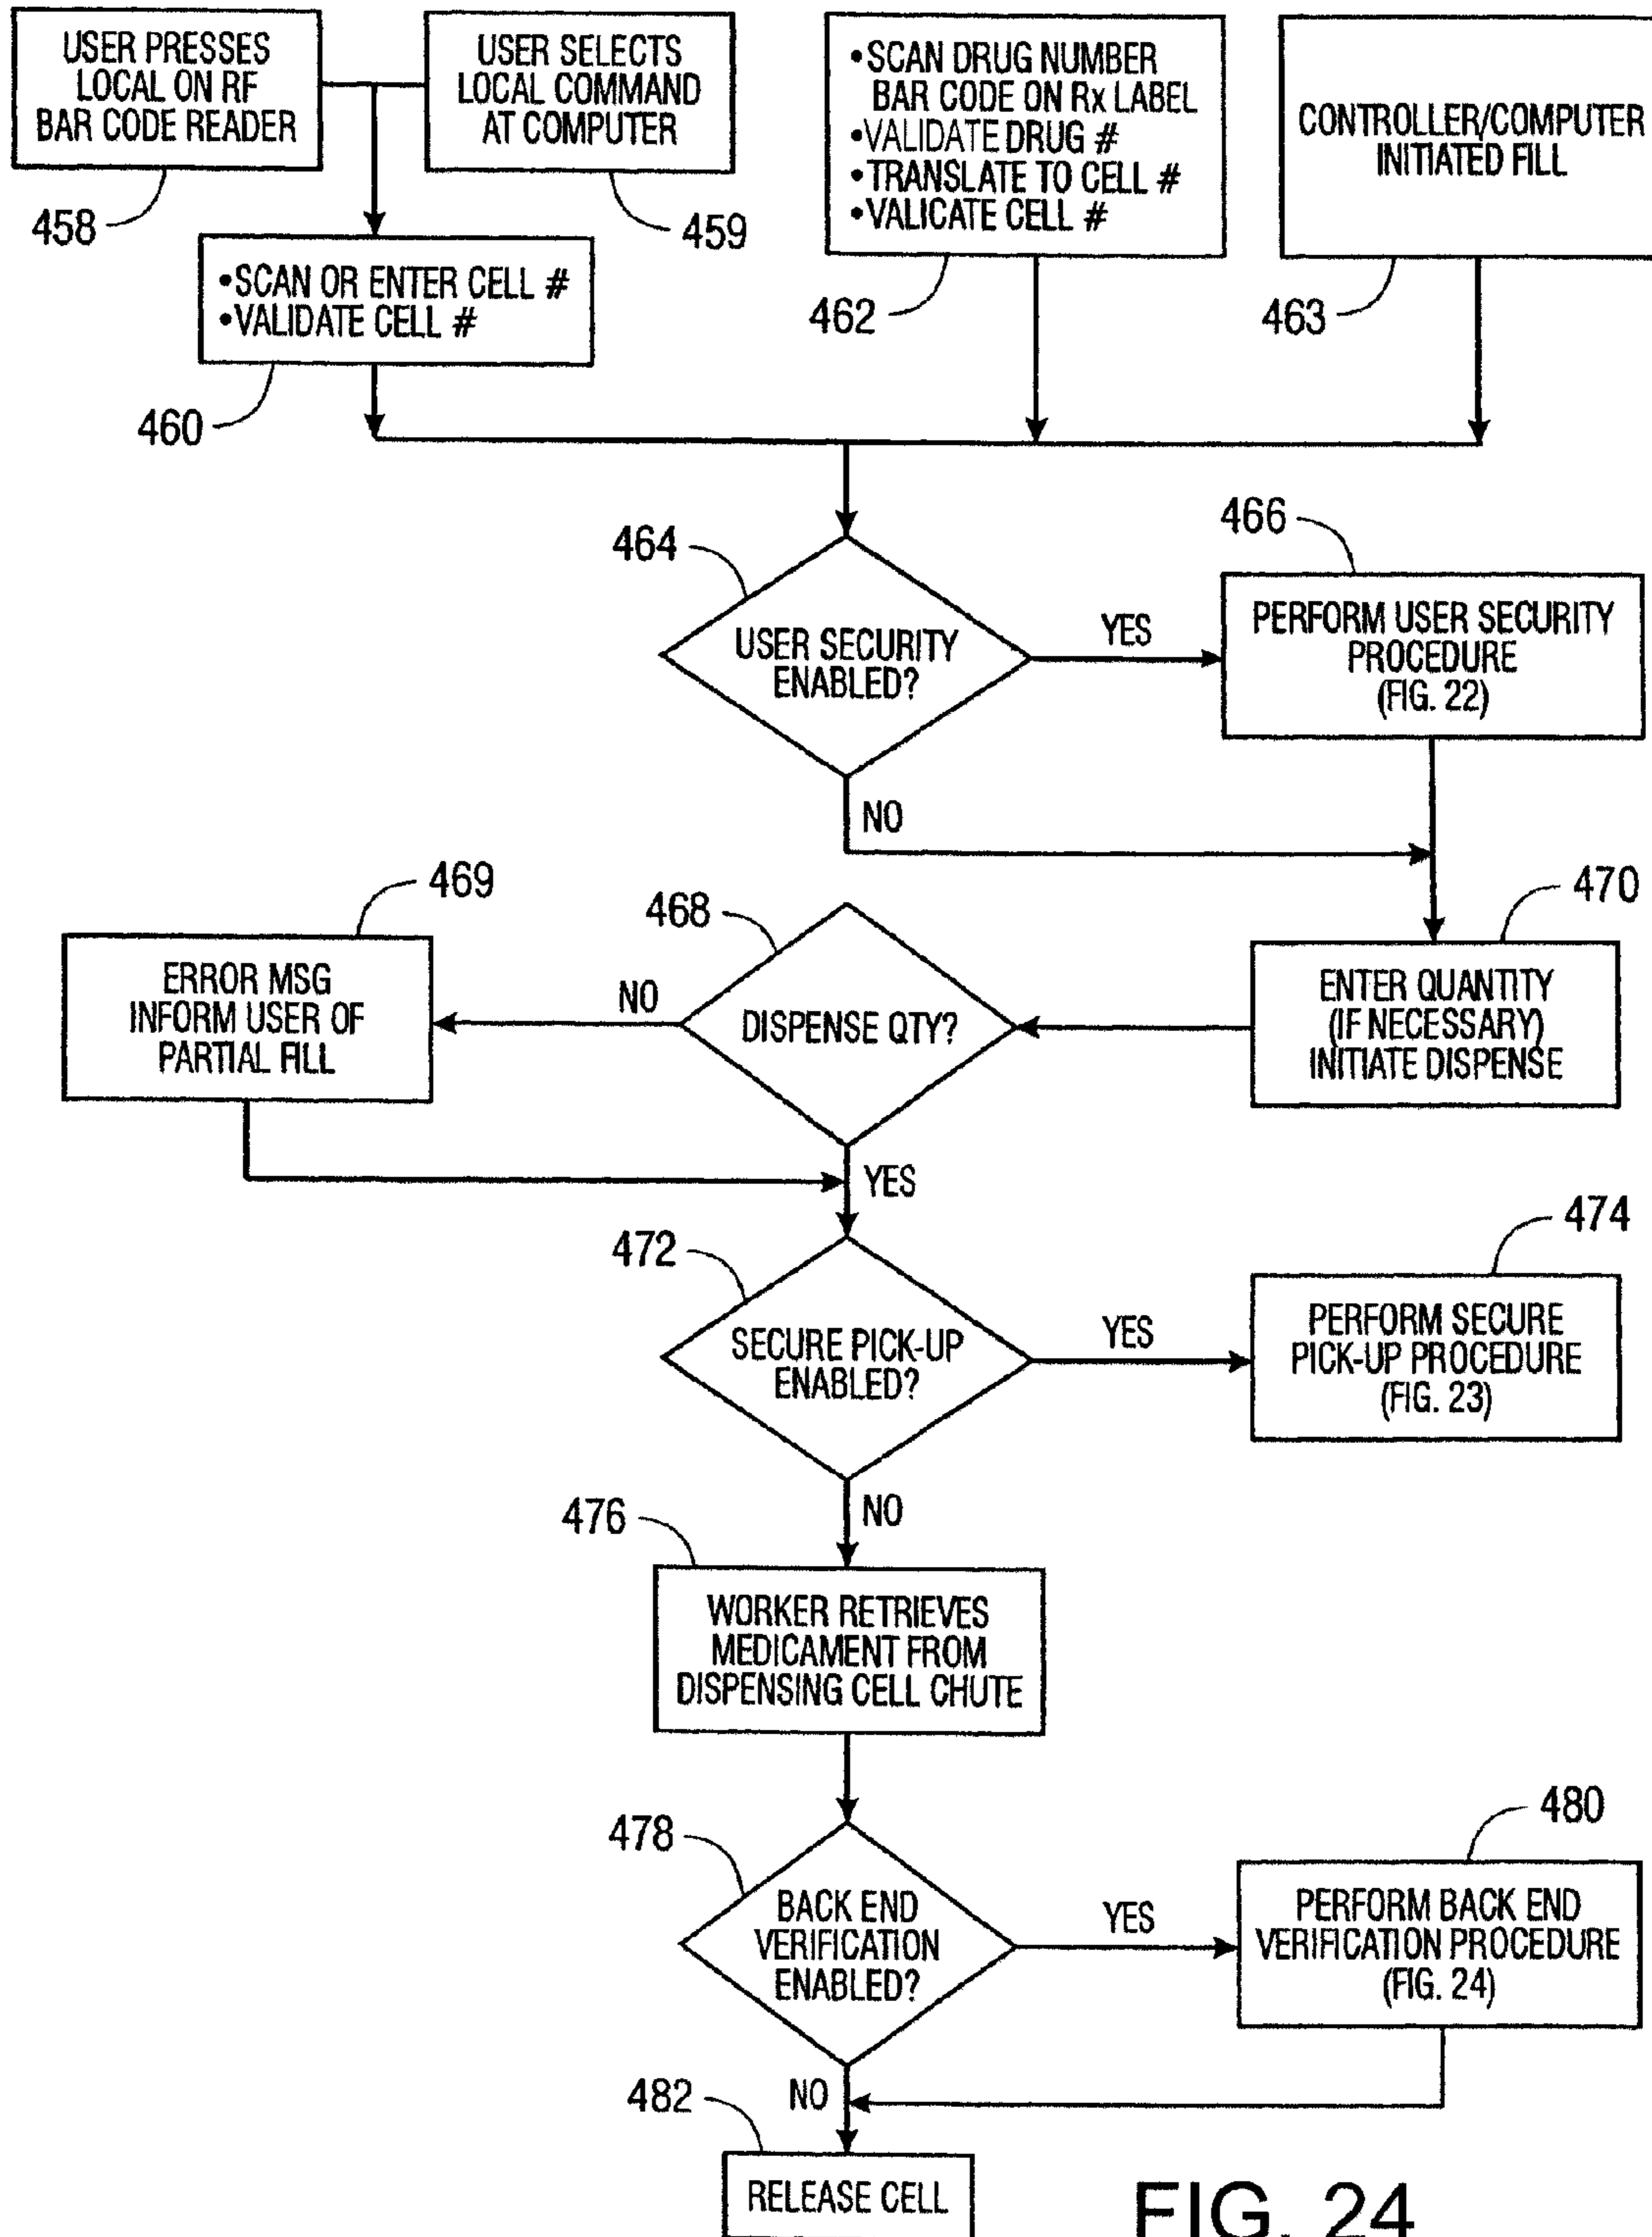 USER PRESSES
LOCAL ON RF
BAR CODE READER
458
USER SELECTS
LOCAL COMMAND
AT COMPUTER
459
•SCAN OR ENTER CELL #
•VALIDATE CELL #
460
•SCAN DRUG NUMBER
BAR CODE ON Rx LABEL
•VALIDATE DRUG #
•TRANSLATE TO CELL #
•VALICATE CELL #
462
CONTROLLER/COMPUTER
INITIATED FILL
463
464
USER SECURITY
ENABLED?
YES
NO
466
PERFORM USER SECURITY
PROCEDURE
(FIG. 22)
470
ENTER QUANTITY
(IF NECESSARY)
INITIATE DISPENSE
468
DISPENSE QTY?
NO
YES
469
ERROR MSG
INFORM USER OF
PARTIAL FILL
472
SECURE PICK-UP
ENABLED?
YES
NO
474
PERFORM SECURE
PICK-UP PROCEDURE
(FIG. 23)
476
WORKER RETRIEVES
MEDICAMENT FROM
DISPENSING CELL CHUTE
478
BACK END
VERIFICATION
ENABLED?
YES
NO
480
PERFORM BACK END
VERIFICATION PROCEDURE
(FIG. 24)
482
RELEASE CELL
FIG. 24